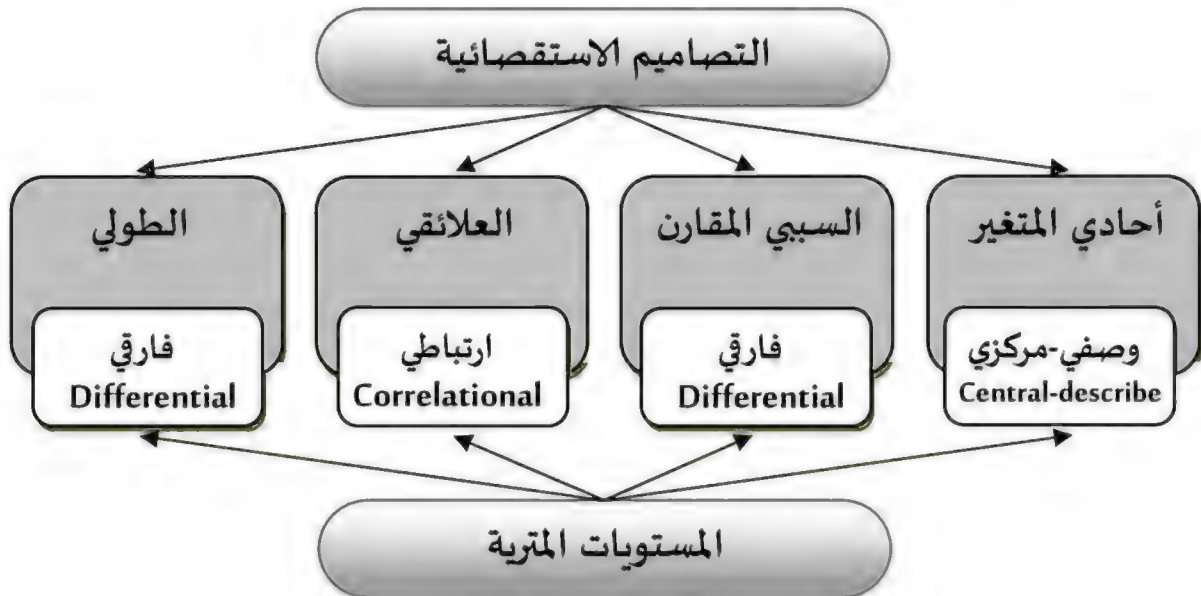 التصاميم الاستقصائية
أحادي المتغير
السببي المقارن
العلائقي
الطولي
وصفي-مركزي
Central-describe
فارقي
Differential
ارتباطي
Correlational
فارقي
Differential
المستويات المترية